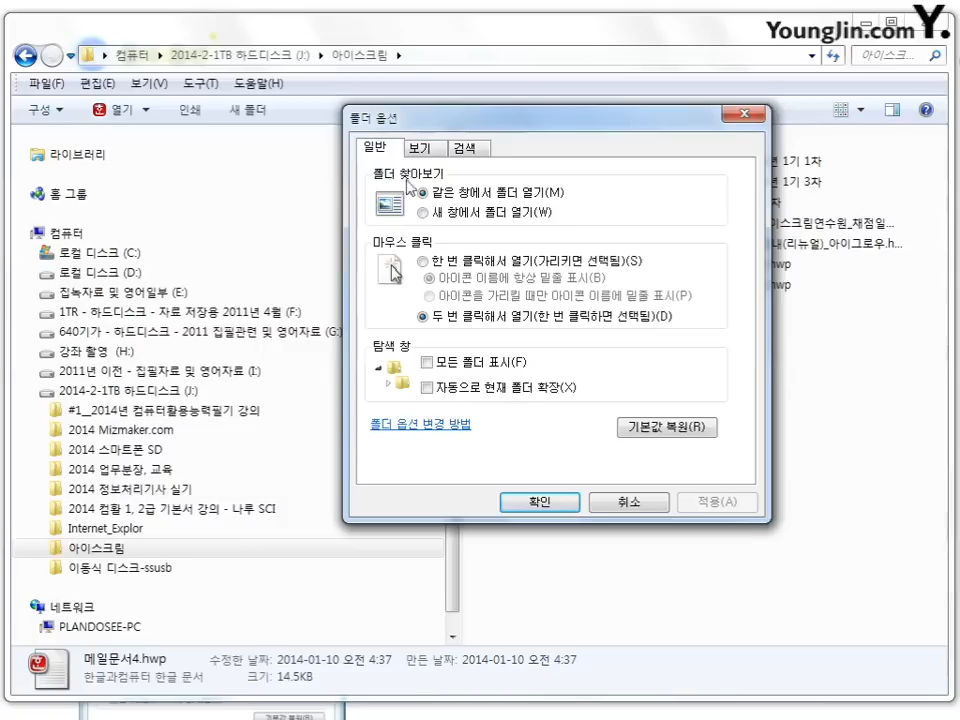 Younglin.com Y.
컴퓨터 ▸ 2014-2-1TB 하드디스크 (J:) ▸ 아이스크림 ▸
아이스크...
파일(F) 편집(E) 보기(V) 도구(T) 도움말(H)
구성 열기 인쇄 새 폴더
라이브러리
홈 그룹
컴퓨터
로컬 디스크 (C:)
로컬 디스크 (D:)
집독자료 및 영어일부 (E:)
1TB - 하드디스크 - 자료 저장용 2011년 4월 (F:)
640기가 - 하드디스크 - 2011 집필관련 및 영어자료 (G:)
강좌 촬영 (H:)
2011년 이전 - 집필자료 및 영어자료 (I:)
2014-2-1TB 하드디스크 (J:)
#1__2014년 컴퓨터활용능력필기 강의
2014 Mizmaker.com
2014 스마트폰 SD
2014 업무분장, 교육
2014 정보처리기사 실기
2014 컴활 1, 2급 기본서 강의 - 나루 SCI
Internet_Explor
아이스크림
이동식 디스크-ssusb
네트워크
PLANDOSEE-PC
폴더 옵션
일반 보기 검색
폴더 찾아보기
같은 창에서 폴더 열기(M)
새 창에서 폴더 열기(W)
마우스 클릭
한 번 클릭해서 열기(가리키면 선택됨)(S)
아이콘 이름에 항상 밑줄 표시(B)
아이콘을 가리킬 때만 아이콘 이름에 밑줄 표시(P)
두 번 클릭해서 열기(한 번 클릭하면 선택됨)(D)
탐색 창
모든 폴더 표시(F)
자동으로 현재 폴더 확장(X)
폴더 옵션 변경 방법
기본값 복원(R)
확인 취소 적용(A)
1기 1차
1기 3차
차
스크림연수원_채점일...
내(리뉴얼)_아이그로우.h...
hwp
hwp
메일문서4.hwp 수정한 날짜: 2014-01-10 오전 4:37 만든 날짜: 2014-01-10 오전 4:37
한글과컴퓨터 한글 문서 크기: 14.5KB
기본값 복원(R)